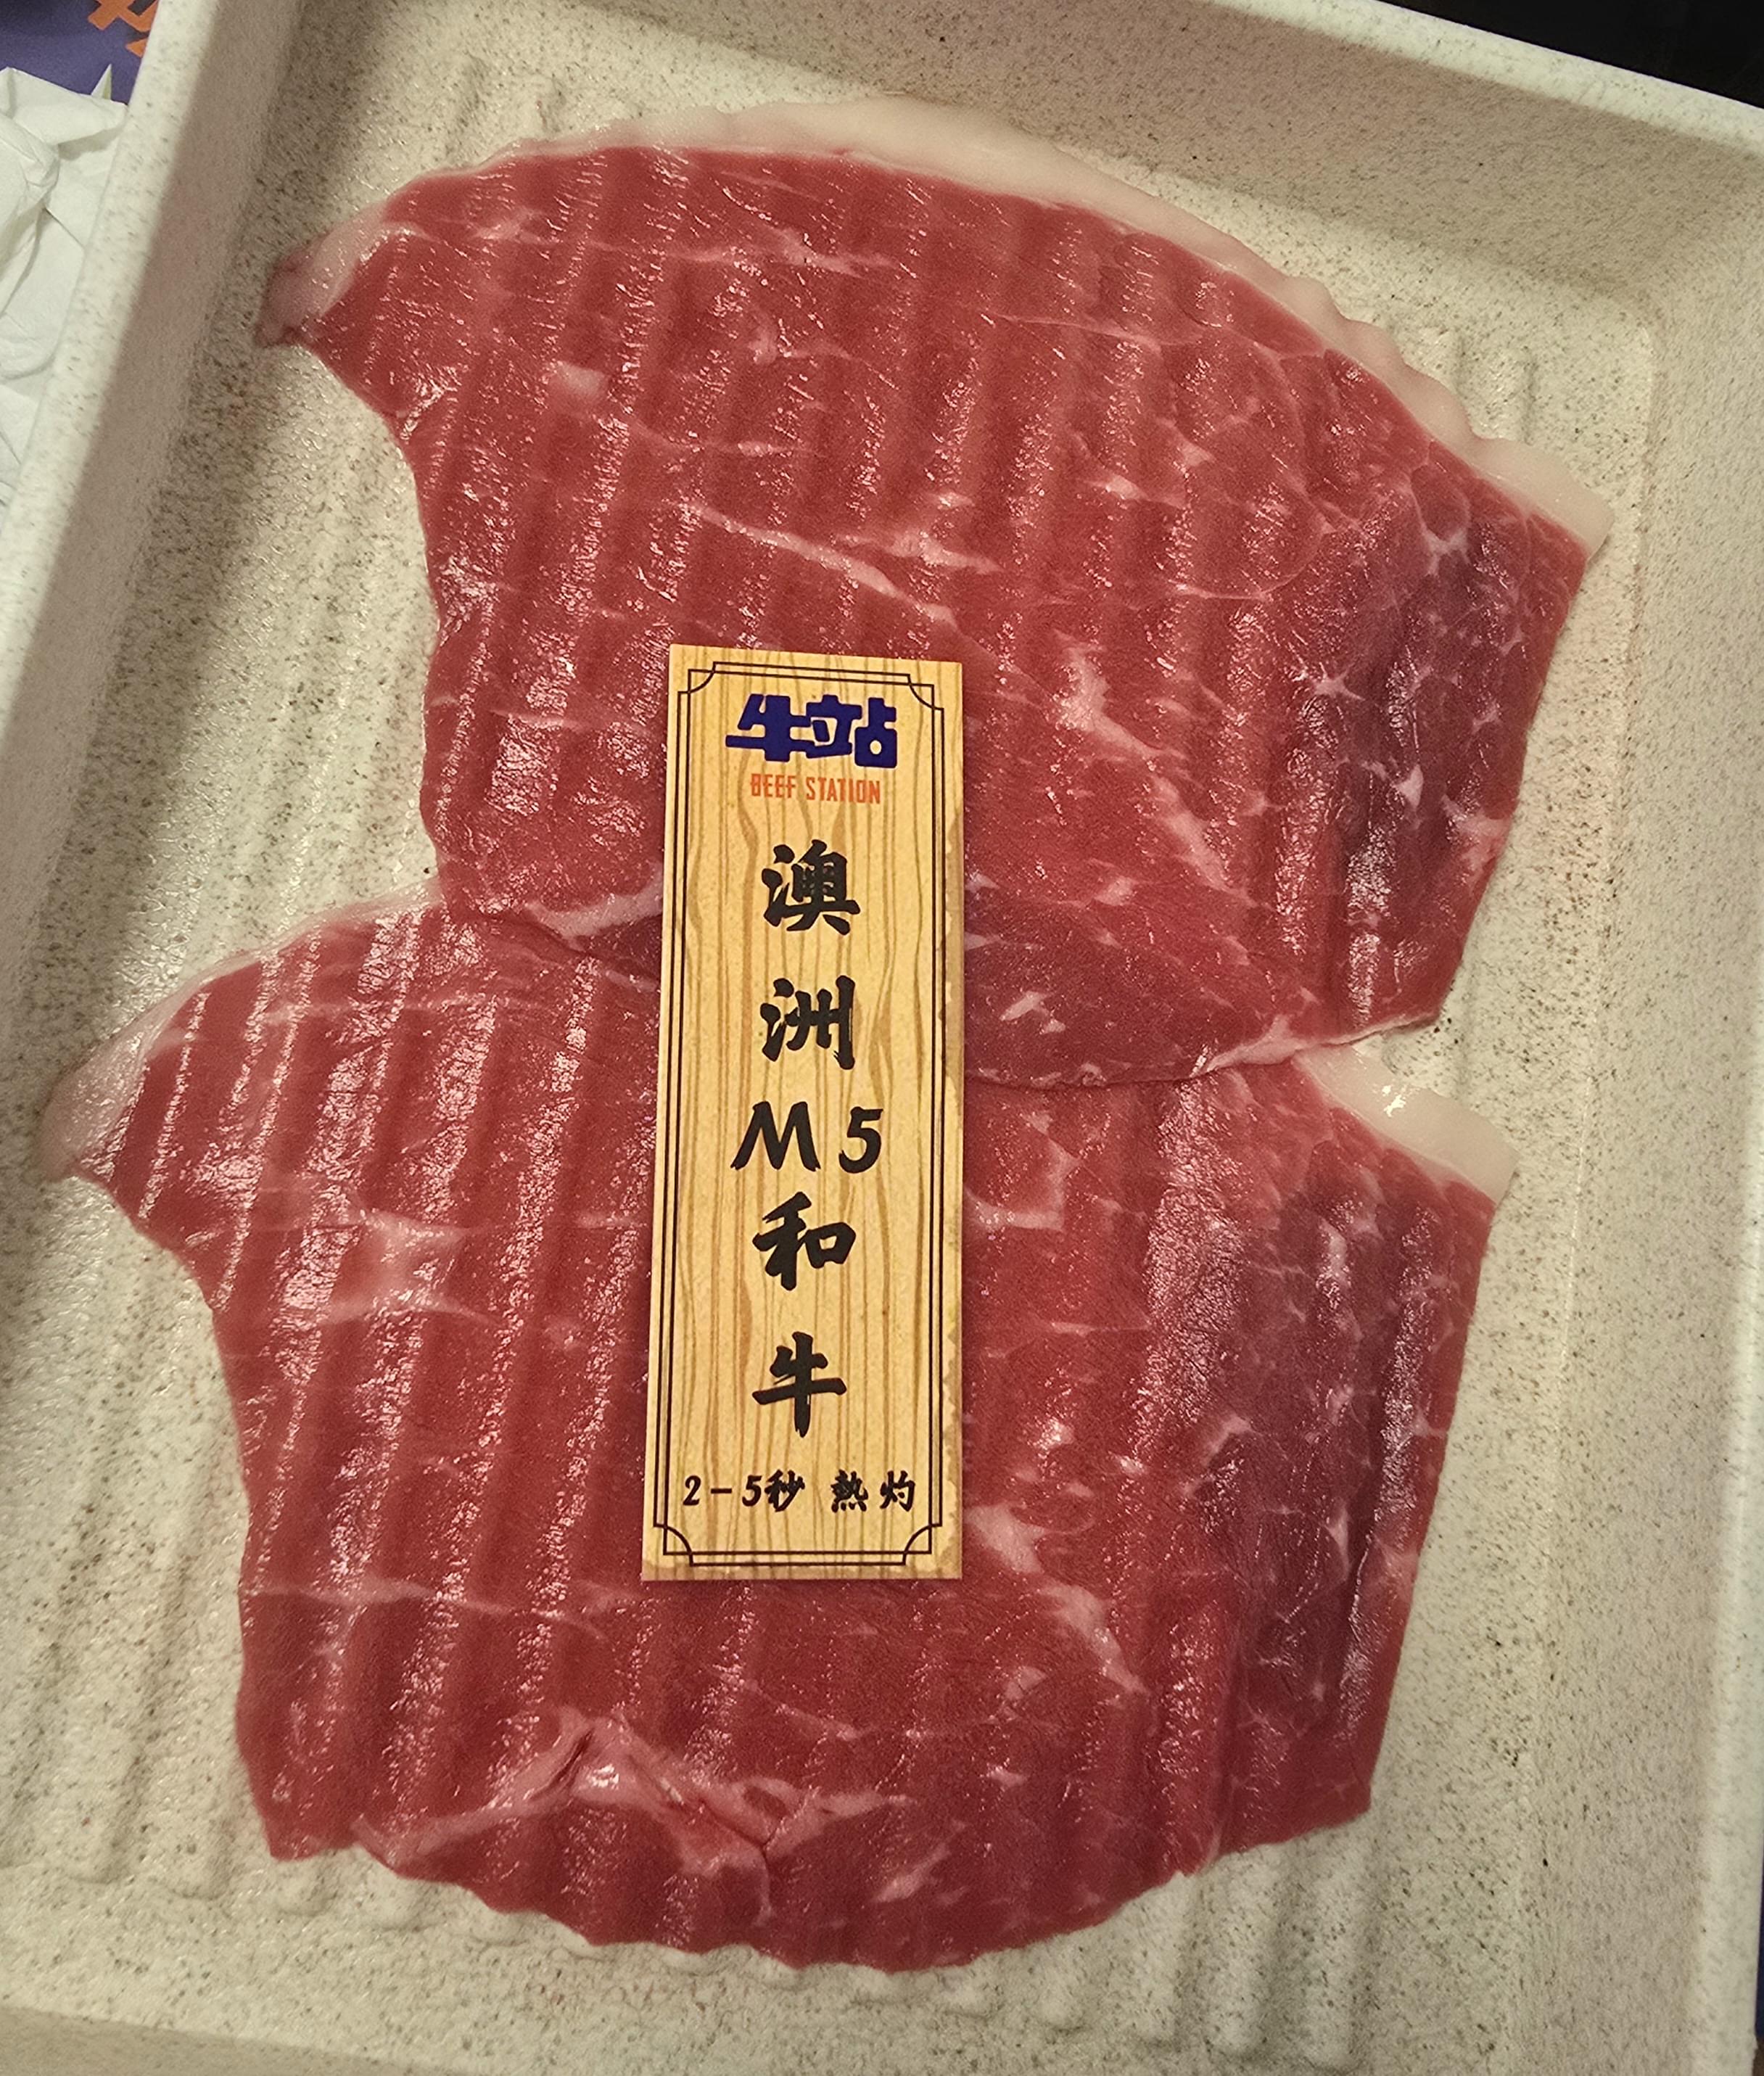 牛站
BEEF STATION
澳
洲
M5
和
牛
2-5秒 熱灼